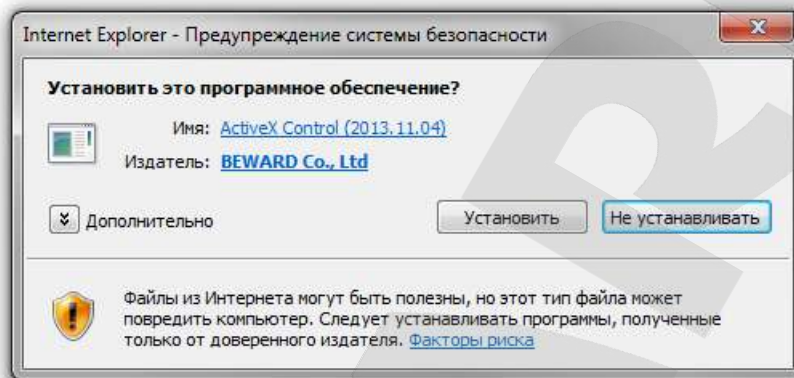 Internet Explorer - Предупреждение системы безопасности
Установить это программное обеспечение?
Имя: ActiveX Control (2013.11.04)
Издатель: BEWARD Co., Ltd
Дополнительно
Установить
Не устанавливать
Файлы из Интернета могут быть полезны, но этот тип файла может
повредить компьютер. Следует устанавливать программы, полученные
только от доверенного издателя. Факторы риска